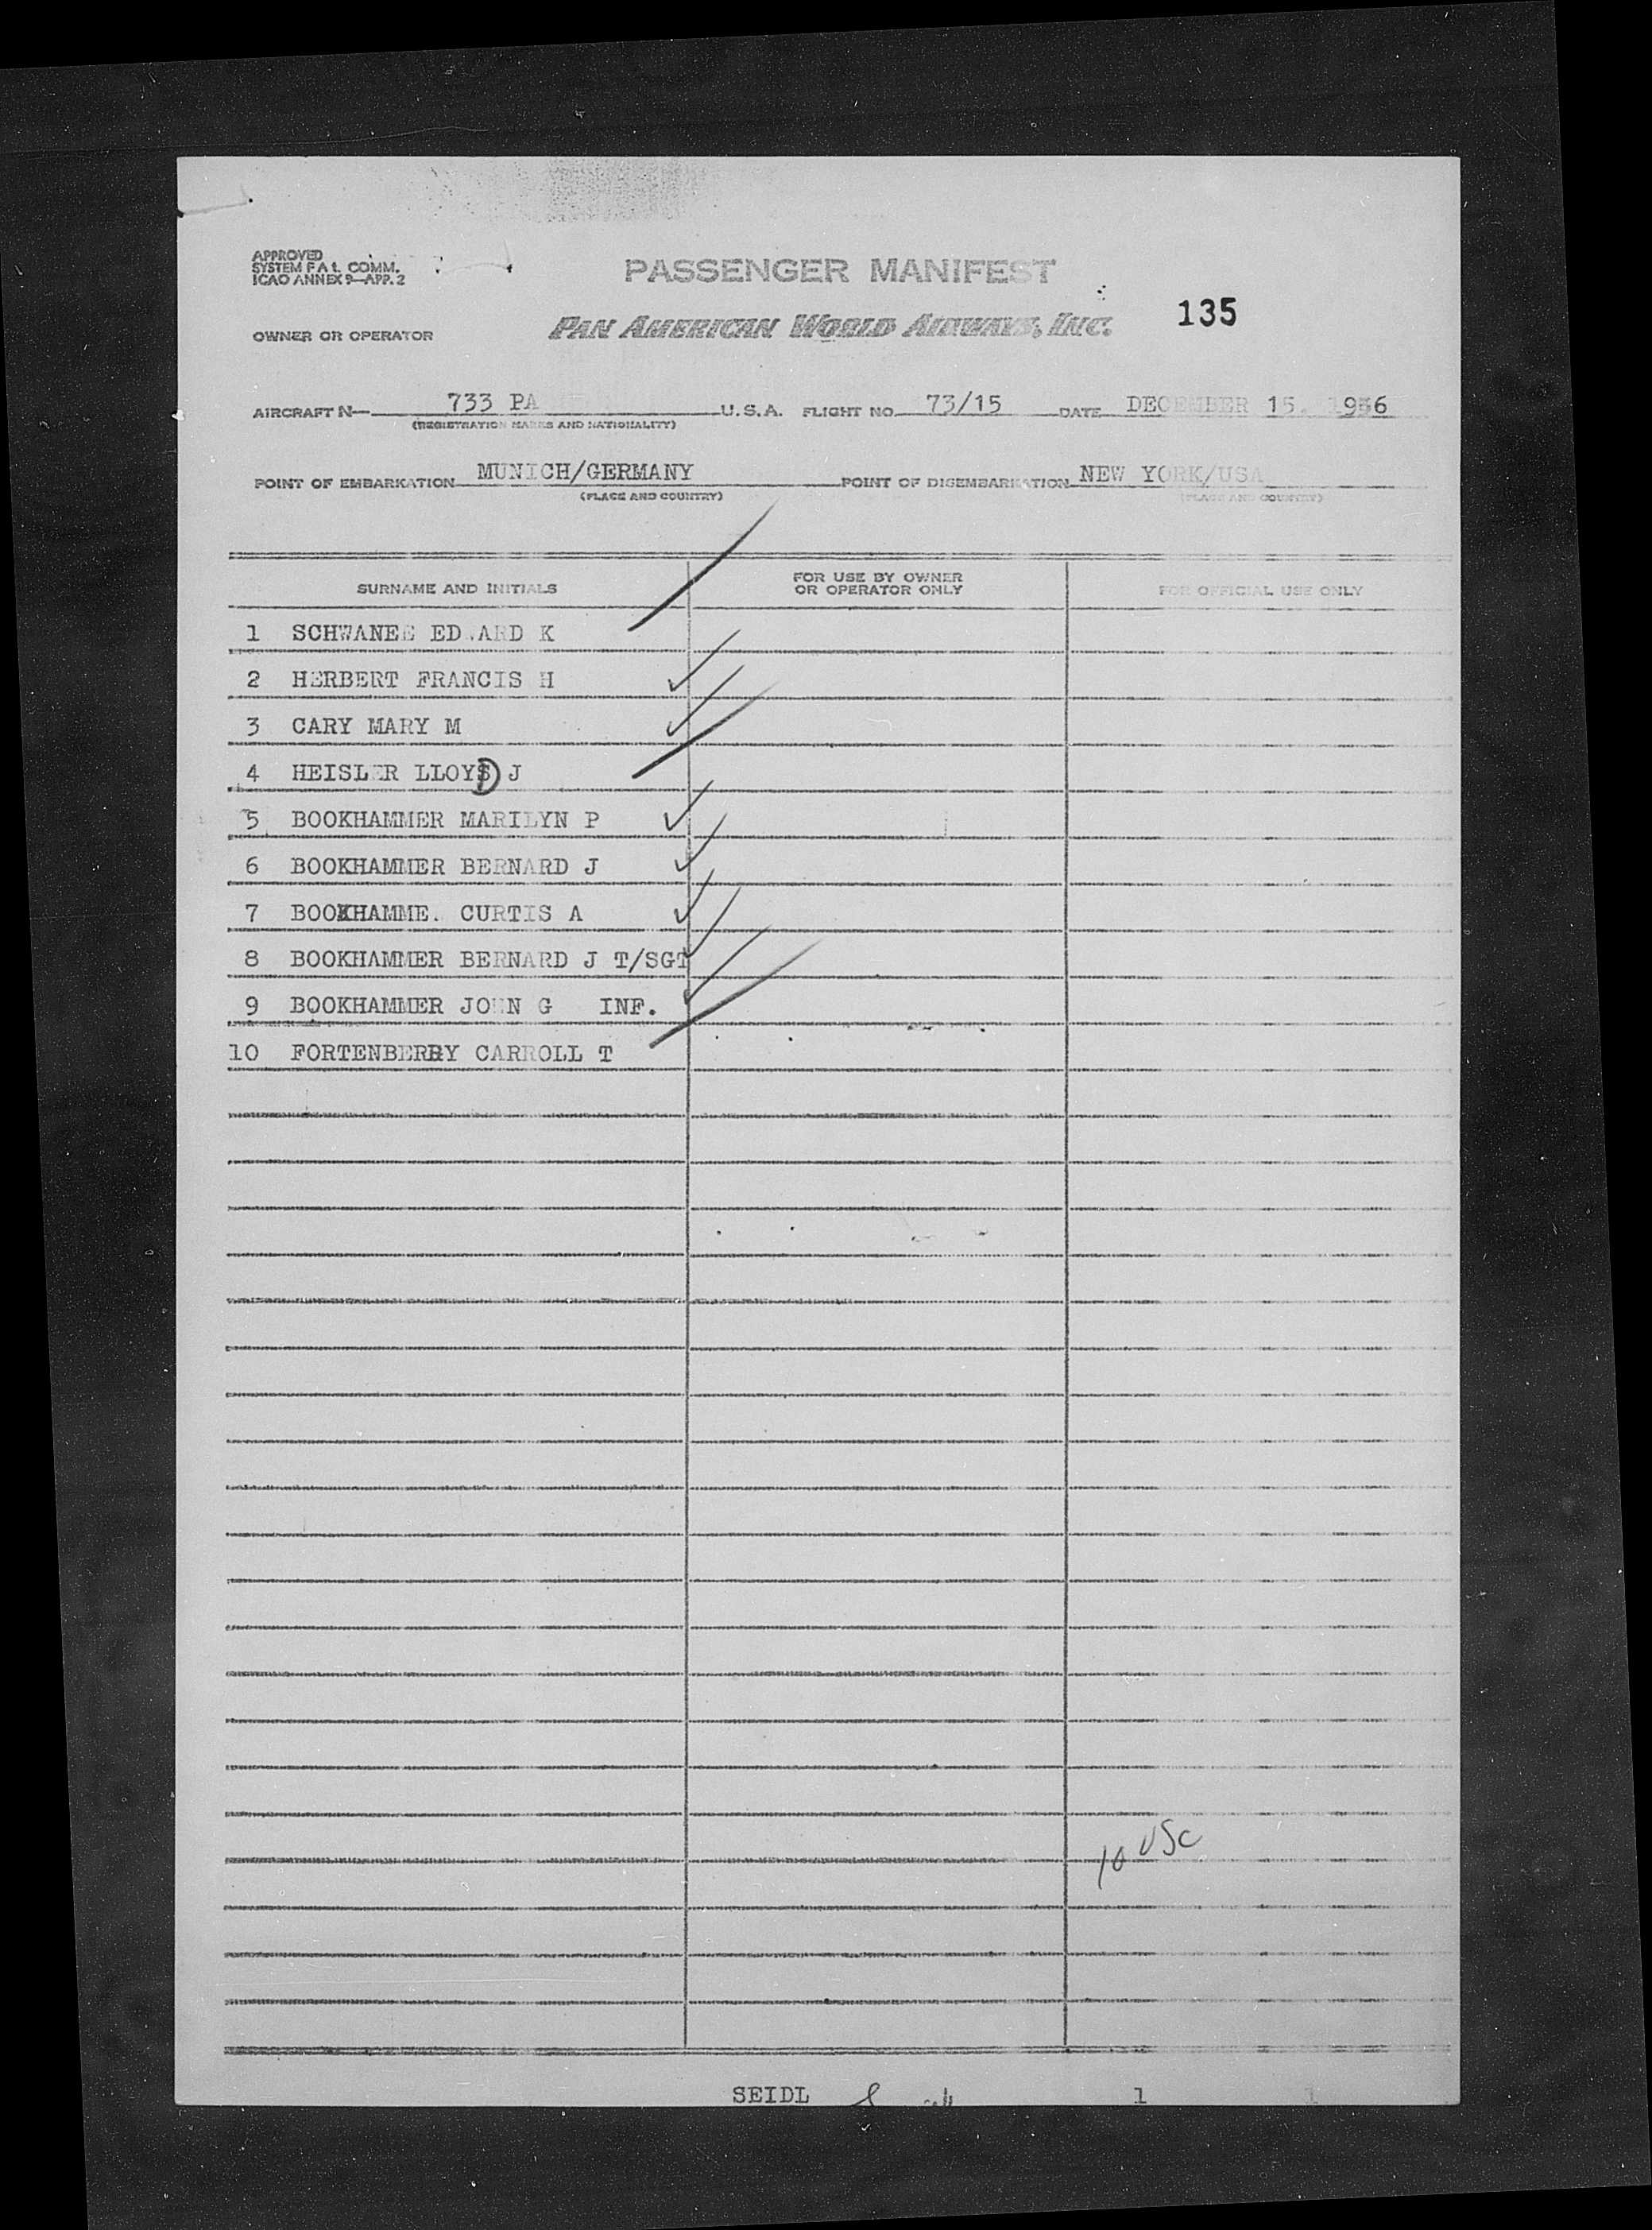 APPROVED
SYSTEM F A L COMM.
ICAO ANNEX 9—APP. 2
PASSENGER MANIFEST
135
OWNER OR OPERATOR PAN AMERICAN WORLD AIRWAYS, INC.
AIRCRAFT N— 733 PA U.S.A. FLIGHT NO. 73/15 DATE DECEMBER 15. 1956
(REGISTRATION MARKS AND NATIONALITY)
POINT OF EMBARKATION MUNICH/GERMANY POINT OF DISEMBARKATION NEW YORK/USA
(PLACE AND COUNTRY) (PLACE AND COUNTRY)
SURNAME AND INITIALS FOR USE BY OWNER OR OPERATOR ONLY FOR OFFICIAL USE ONLY
1 SCHWANEE EDWARD K
2 HERBERT FRANCIS H
3 CARY MARY M
4 HEISLER LLOYD J
5 BOOKHAMMER MARILYN P
6 BOOKHAMMER BERNARD J
7 BOOKHAMME. CURTIS A
8 BOOKHAMMER BERNARD J T/SGT
9 BOOKHAMMER JOHN G INF.
10 FORTENBERRY CARROLL T
10 USC
SEIDL 1 1